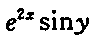 e^{2x} sin y